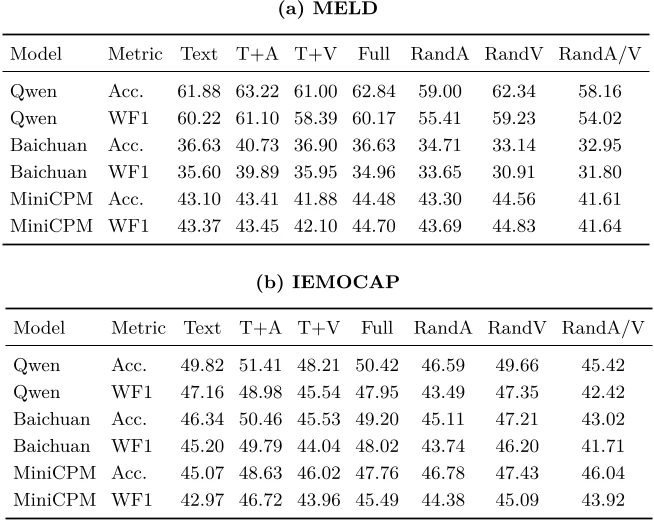 (a) MELD
Model Metric Text T+A T+V Full RandA RandV RandA/V
Qwen Acc. 61.88 63.22 61.00 62.84 59.00 62.34 58.16
Qwen WF1 60.22 61.10 58.39 60.17 55.41 59.23 54.02
Baichuan Acc. 36.63 40.73 36.90 36.63 34.71 33.14 32.95
Baichuan WF1 35.60 39.89 35.95 34.96 33.65 30.91 31.80
MiniCPM Acc. 43.10 43.41 41.88 44.48 43.30 44.56 41.61
MiniCPM WF1 43.37 43.45 42.10 44.70 43.69 44.83 41.64
(b) IEMOCAP
Model Metric Text T+A T+V Full RandA RandV RandA/V
Qwen Acc. 49.82 51.41 48.21 50.42 46.59 49.66 45.42
Qwen WF1 47.16 48.98 45.54 47.95 43.49 47.35 42.42
Baichuan Acc. 46.34 50.46 45.53 49.20 45.11 47.21 43.02
Baichuan WF1 45.20 49.79 44.04 48.02 43.74 46.20 41.71
MiniCPM Acc. 45.07 48.63 46.02 47.76 46.78 47.43 46.04
MiniCPM WF1 42.97 46.72 43.96 45.49 44.38 45.09 43.92